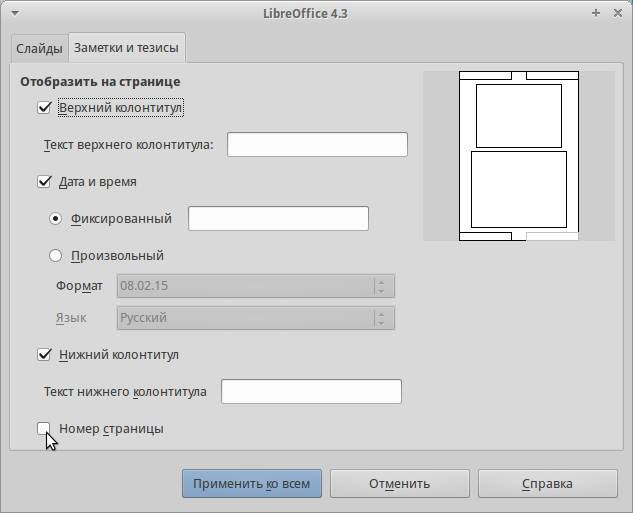 LibreOffice 4.3
Слайды
Заметки и тезисы
Отобразить на странице
Верхний колонтитул
Текст верхнего колонтитула:
Дата и время
Фиксированный
Произвольный
Формат
08.02.15
Язык
Русский
Нижний колонтитул
Текст нижнего колонтитула
Номер страницы
Применить ко всем
Отменить
Справка